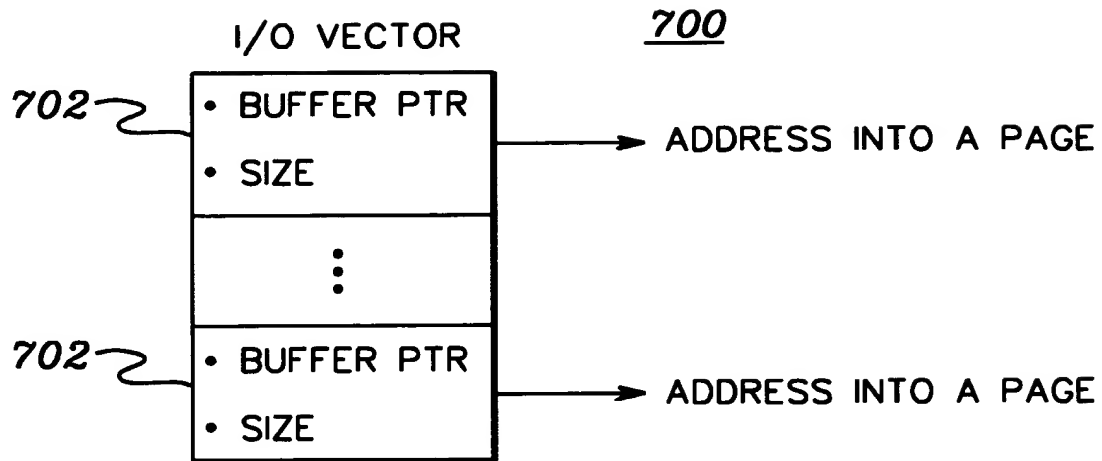 I/O VECTOR
700
702
• BUFFER PTR
• SIZE
ADDRESS INTO A PAGE
702
• BUFFER PTR
• SIZE
ADDRESS INTO A PAGE